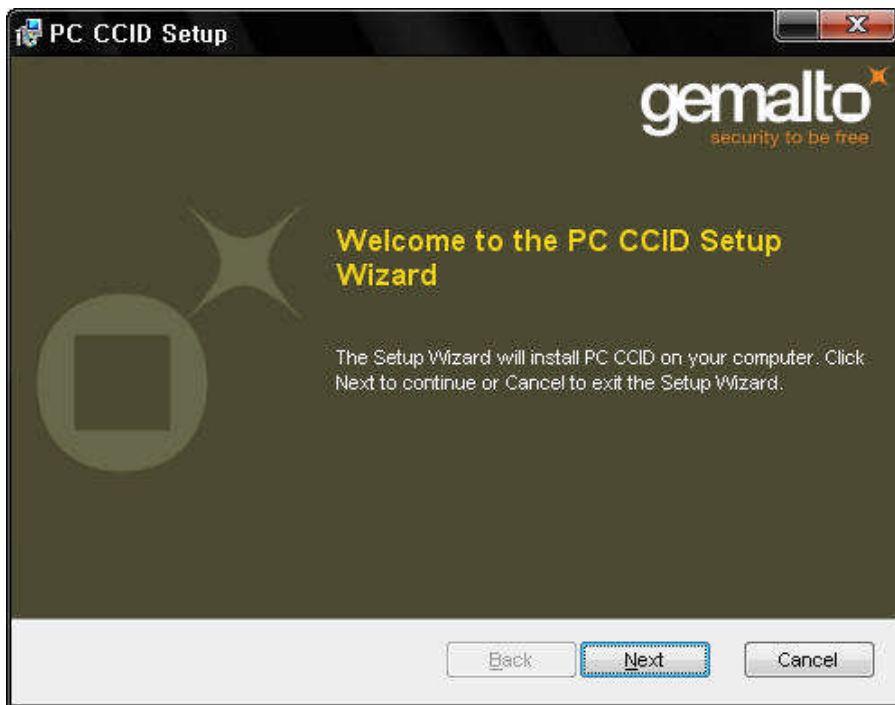 PC CCID Setup
gemalto
security to be free
Welcome to the PC CCID Setup
Wizard
The Setup Wizard will install PC CCID on your computer. Click
Next to continue or Cancel to exit the Setup Wizard.
Back
Next
Cancel